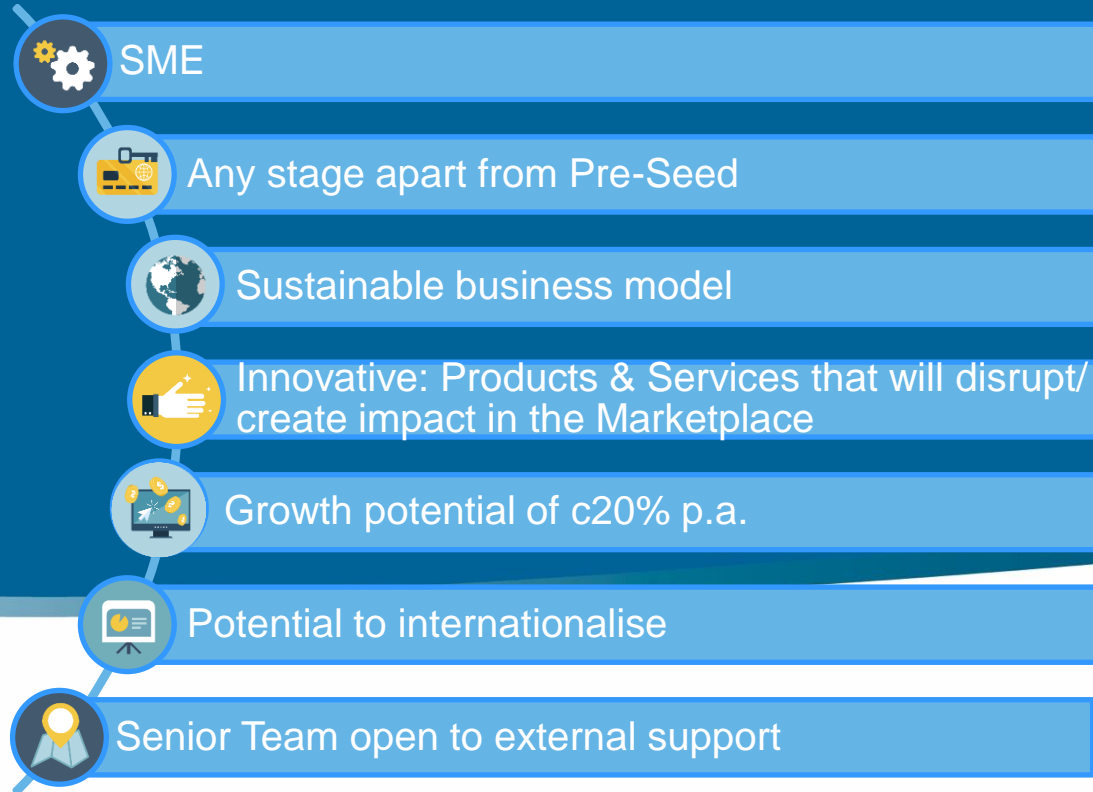 SME
Any stage apart from Pre-Seed
Sustainable business model
Innovative: Products & Services that will disrupt/
create impact in the Marketplace
Growth potential of c20% p.a.
Potential to internationalise
Senior Team open to external support